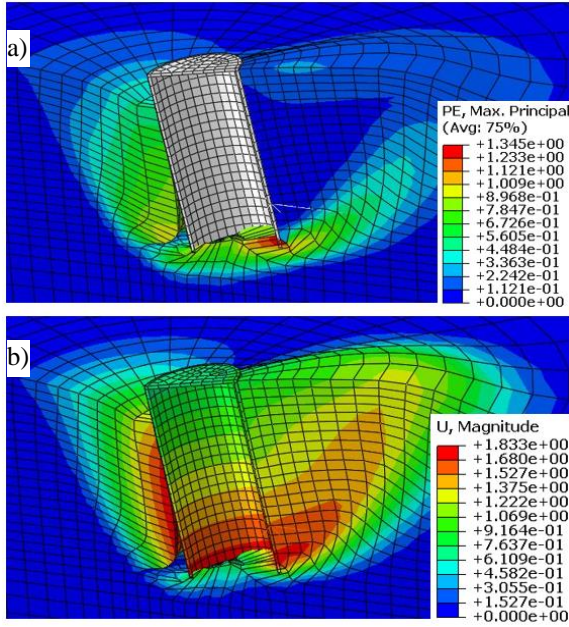 a)
PE, Max. Principal
(Avg: 75%)
+1.345e+00
+1.233e+00
+1.121e+00
+1.009e+00
+8.968e-01
+7.847e-01
+6.726e-01
+5.605e-01
+4.484e-01
+3.363e-01
+2.242e-01
+1.121e-01
+0.000e+00
b)
U, Magnitude
+1.833e+00
+1.680e+00
+1.527e+00
+1.375e+00
+1.222e+00
+1.069e+00
+9.164e-01
+7.637e-01
+6.109e-01
+4.582e-01
+3.055e-01
+1.527e-01
+0.000e+00